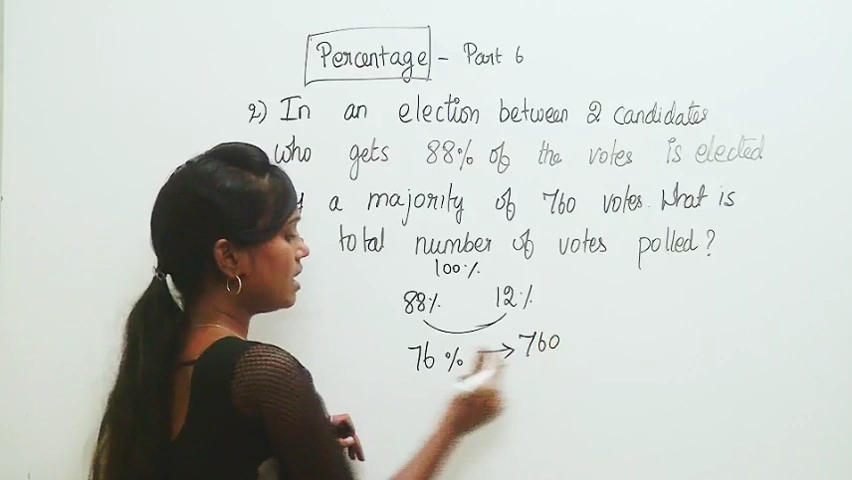 Percentage - Part 6
2) In an election between 2 candidates
who gets 88% of the votes is elected
a majority of 760 votes. What is
total number of votes polled?
100%
88% 12%
76% → 760